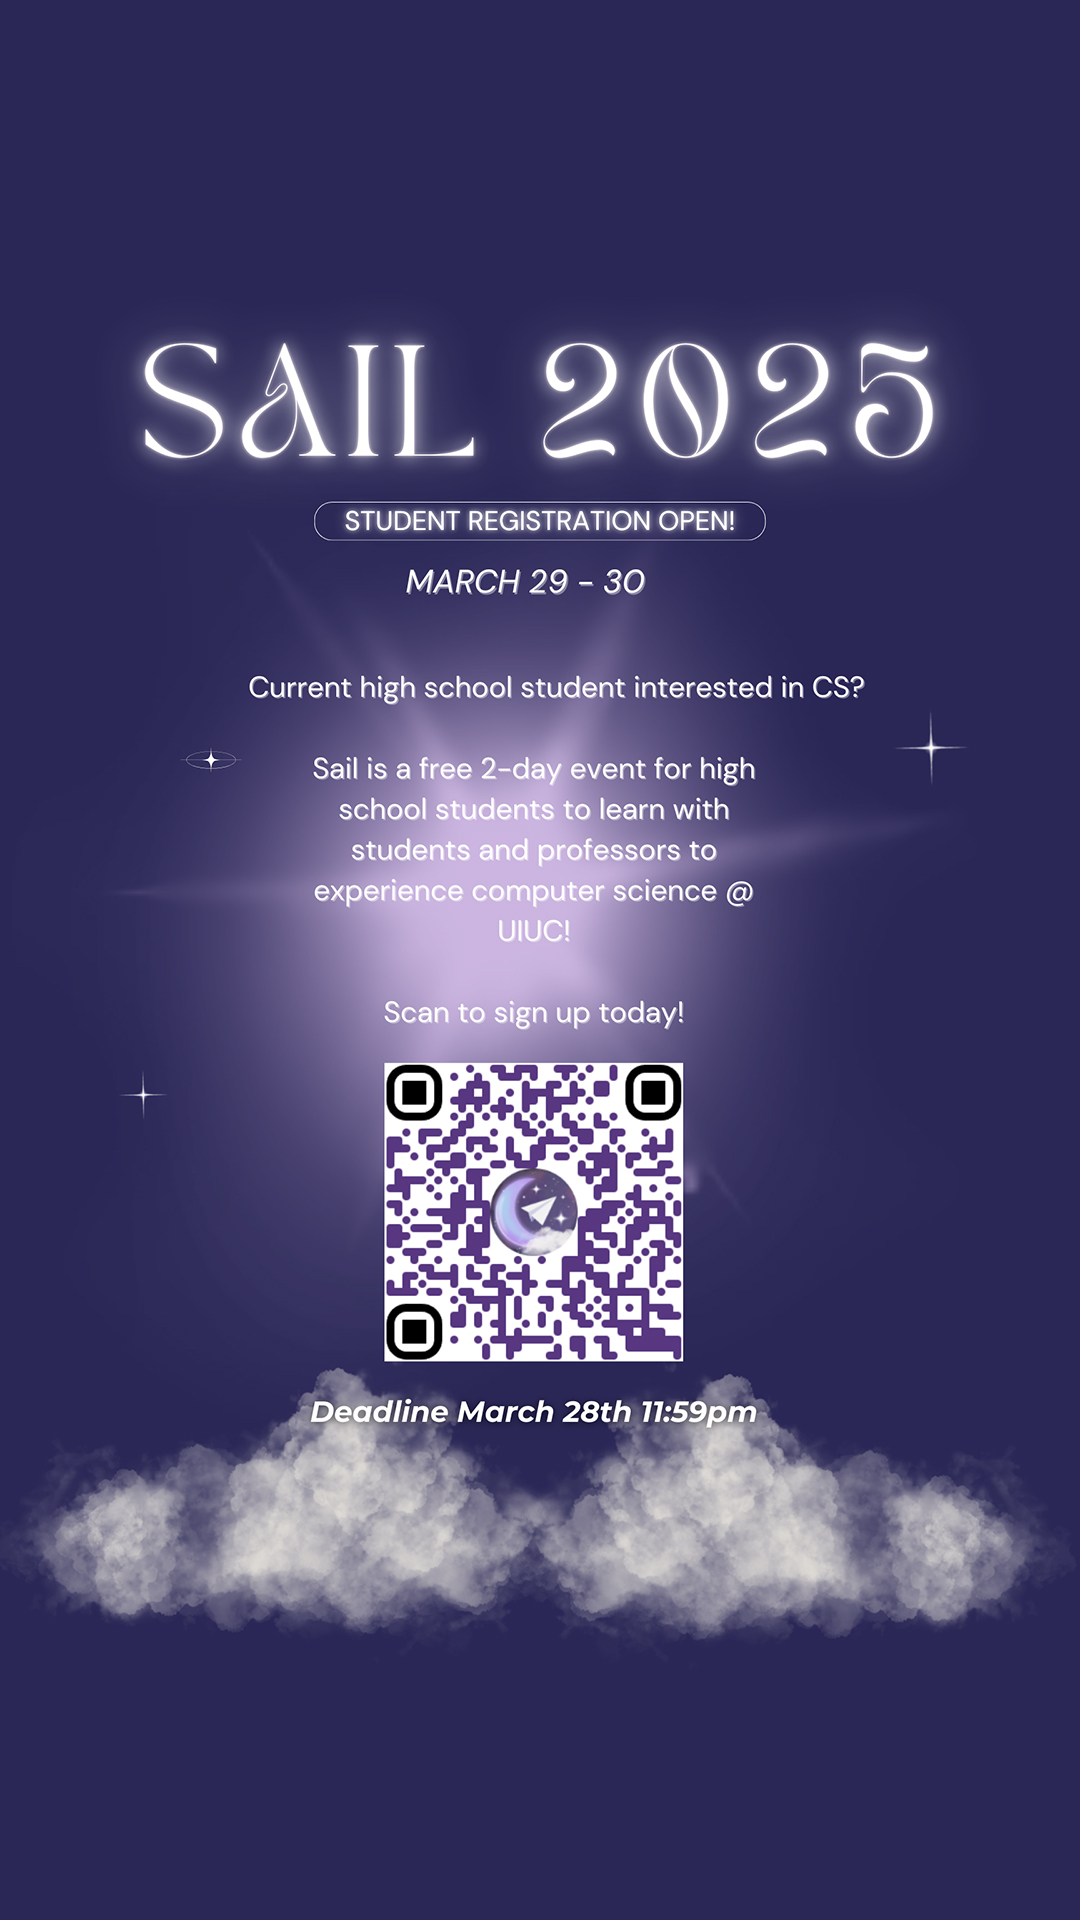 SAIL 2025
STUDENT REGISTRATION OPEN!
MARCH 29 - 30
Current high school student interested in CS?
Sail is a free 2-day event for high
school students to learn with
students and professors to
experience computer science @
UIUC!
Scan to sign up today!
Deadline March 28th 11:59pm